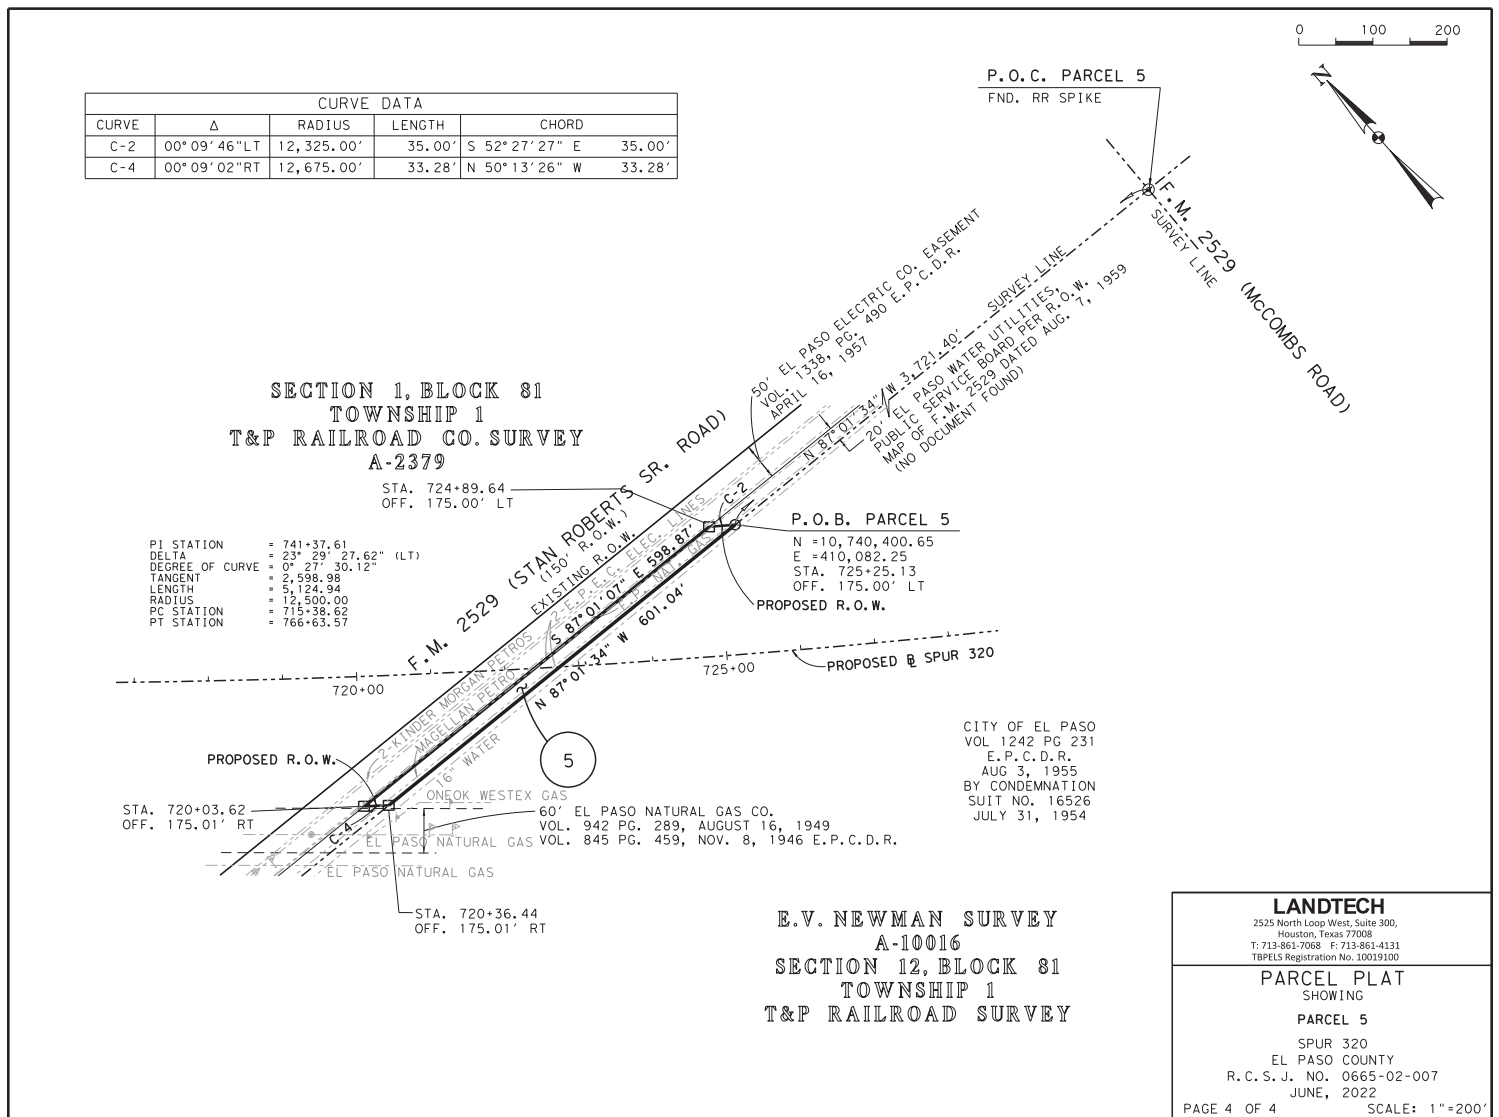 0 100 200
P.O.C. PARCEL 5
FND. RR SPIKE
N
CURVE DATA
CURVE Δ RADIUS LENGTH CHORD
C-2 00°09'46"LT 12,325.00' 35.00' S 52°27'27" E 35.00'
C-4 00°09'02"RT 12,675.00' 33.28' N 50°13'26" W 33.28'
F.M. 2529 (McCOMBS ROAD)
SURVEY LINE
SURVEY LINE
50' EL PASO ELECTRIC CO. EASEMENT
VOL. 1338, PG. 490 E.P.C.D.R.
APRIL 16, 1957
N 87°01'34" W 3,721.40'
20' EL PASO WATER UTILITIES,
PUBLIC SERVICE BOARD PER R.O.W.
MAP OF F.M. 2529 DATED AUG. 7, 1959
(NO DOCUMENT FOUND)
SECTION 1, BLOCK 81
TOWNSHIP 1
T&P RAILROAD CO. SURVEY
A-2379
STA. 724+89.64
OFF. 175.00' LT
F.M. 2529 (STAN ROBERTS SR. ROAD)
(150' R.O.W.)
EXISTING R.O.W.
2-E.P.E.C. ELEC. LINES
S 87°01'07" E 598.87'
E.P. NAT. GAS
N 87°01'34" W 601.04'
C-2
P.O.B. PARCEL 5
N =10,740,400.65
E =410,082.25
STA. 725+25.13
OFF. 175.00' LT
PROPOSED R.O.W.
PI STATION = 741+37.61
DELTA = 23° 29' 27.62" (LT)
DEGREE OF CURVE = 0° 27' 30.12"
TANGENT = 2,598.98
LENGTH = 5,124.94
RADIUS = 12,500.00
PC STATION = 715+38.62
PT STATION = 766+63.57
720+00
725+00
PROPOSED BL SPUR 320
2-KINDER MORGAN PETROS
MAGELLAN PETRO
16" WATER
5
PROPOSED R.O.W.
STA. 720+03.62
OFF. 175.01' RT
C-4
ONEOK WESTEX GAS
60' EL PASO NATURAL GAS CO.
VOL. 942 PG. 289, AUGUST 16, 1949
VOL. 845 PG. 459, NOV. 8, 1946 E.P.C.D.R.
EL PASO NATURAL GAS
EL PASO NATURAL GAS
STA. 720+36.44
OFF. 175.01' RT
CITY OF EL PASO
VOL 1242 PG 231
E.P.C.D.R.
AUG 3, 1955
BY CONDEMNATION
SUIT NO. 16526
JULY 31, 1954
E.V. NEWMAN SURVEY
A-10016
SECTION 12, BLOCK 81
TOWNSHIP 1
T&P RAILROAD SURVEY
LANDTECH
2525 North Loop West, Suite 300,
Houston, Texas 77008
T: 713-861-7068 F: 713-861-4131
TBPELS Registration No. 10019100
PARCEL PLAT
SHOWING
PARCEL 5
SPUR 320
EL PASO COUNTY
R.C.S.J. NO. 0665-02-007
JUNE, 2022
PAGE 4 OF 4 SCALE: 1"=200'